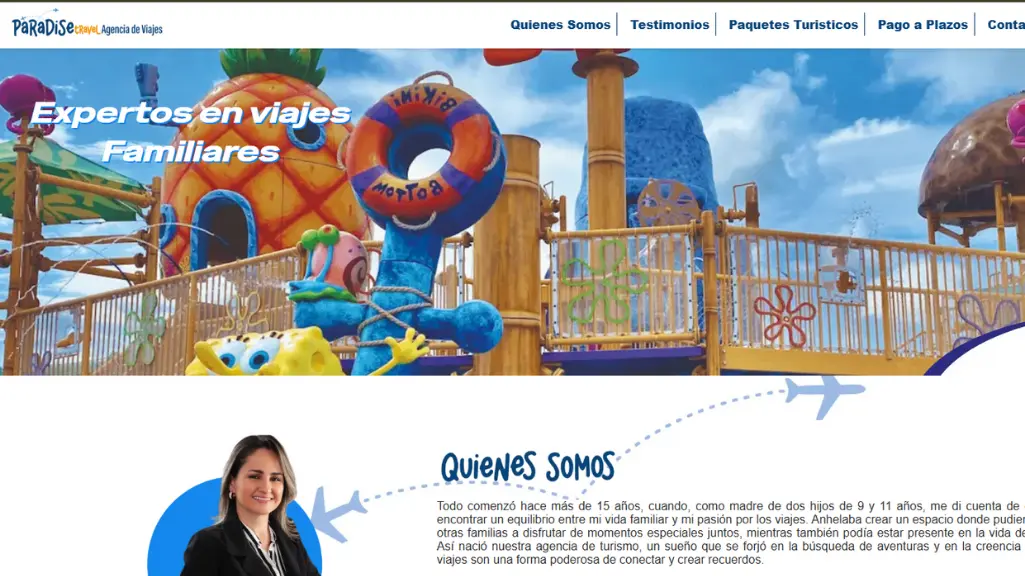 PaRaDiSe travel Agencia de Viajes
Quienes Somos
Testimonios
Paquetes Turisticos
Pago a Plazos
Conta
Expertos en viajes
Familiares
BIKINI
BOTTOM
QUIENES SOMOS
Todo comenzó hace más de 15 años, cuando, como madre de dos hijos de 9 y 11 años, me di cuenta de
encontrar un equilibrio entre mi vida familiar y mi pasión por los viajes. Anhelaba crear un espacio donde pudier
otras familias a disfrutar de momentos especiales juntos, mientras también podía estar presente en la vida de
Así nació nuestra agencia de turismo, un sueño que se forjó en la búsqueda de aventuras y en la creencia
viajes son una forma poderosa de conectar y crear recuerdos.